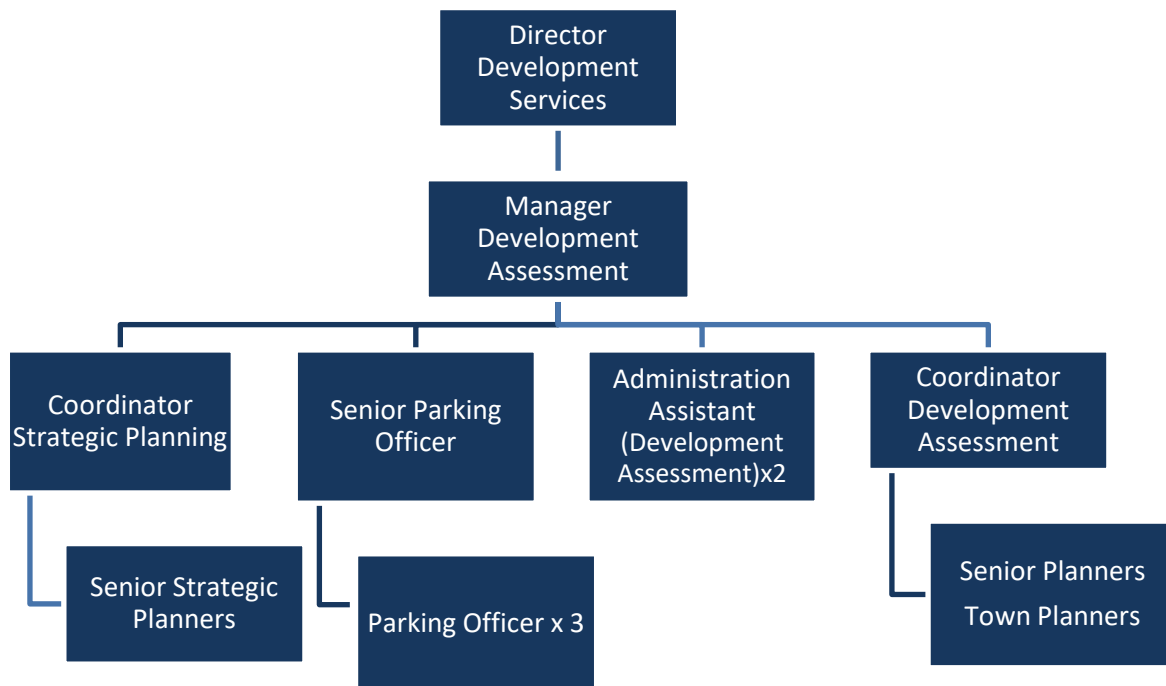 Director
Development
Services
Manager
Development
Assessment
Coordinator
Strategic Planning
Senior Parking
Officer
Administration
Assistant
(Development
Assessment)x2
Coordinator
Development
Assessment
Senior Strategic
Planners
Parking Officer x 3
Senior Planners
Town Planners